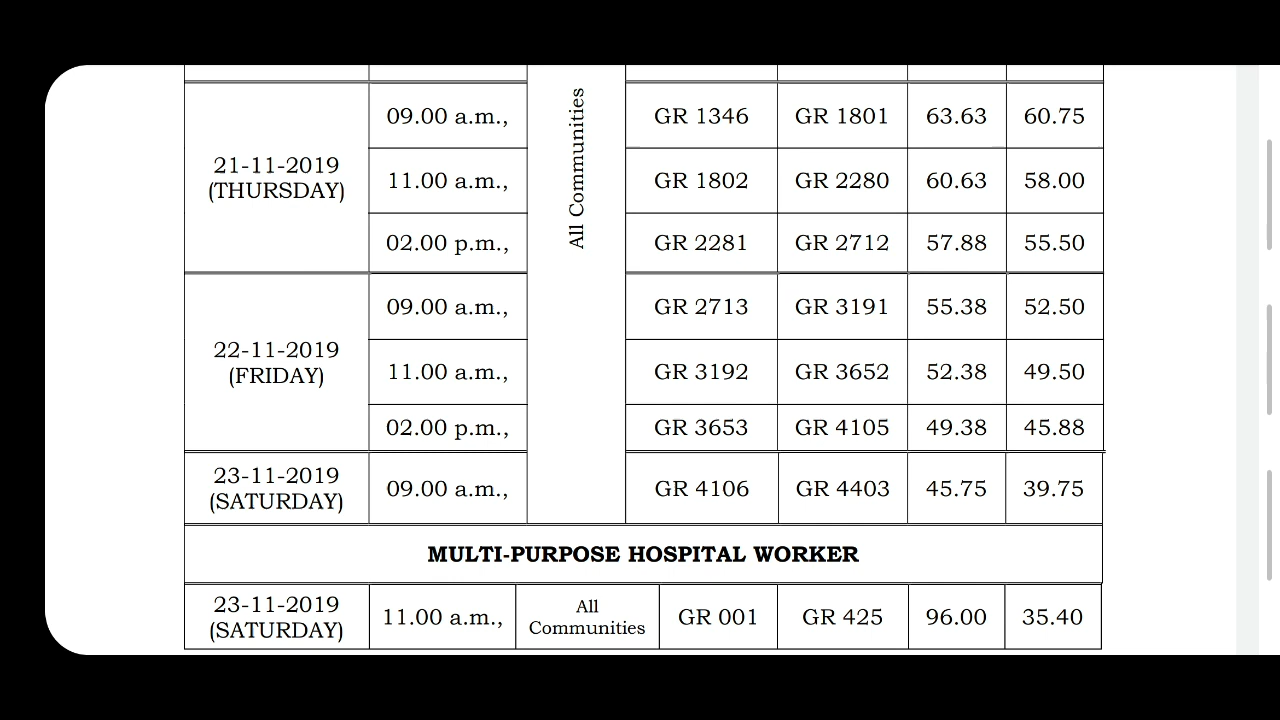 09.00 a.m., GR 1346 GR 1801 63.63 60.75
21-11-2019
(THURSDAY)
All Communities
11.00 a.m., GR 1802 GR 2280 60.63 58.00
02.00 p.m., GR 2281 GR 2712 57.88 55.50
09.00 a.m., GR 2713 GR 3191 55.38 52.50
22-11-2019
(FRIDAY)
11.00 a.m., GR 3192 GR 3652 52.38 49.50
02.00 p.m., GR 3653 GR 4105 49.38 45.88
23-11-2019
(SATURDAY)
09.00 a.m., GR 4106 GR 4403 45.75 39.75
MULTI-PURPOSE HOSPITAL WORKER
23-11-2019
(SATURDAY)
11.00 a.m.,
All
Communities
GR 001 GR 425 96.00 35.40